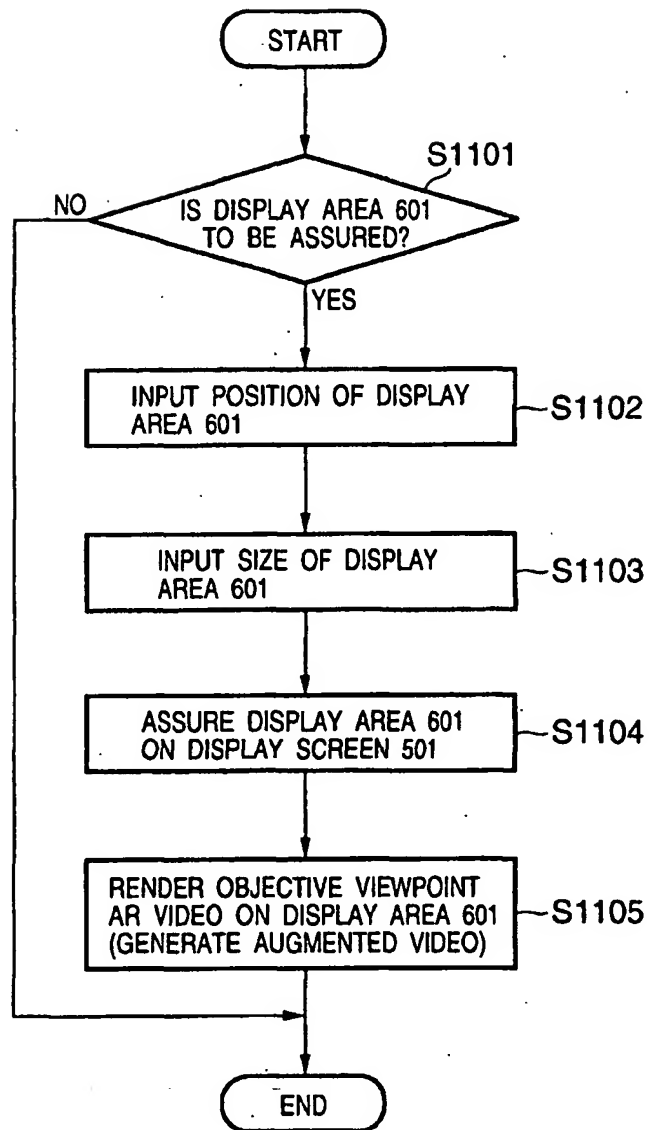 START
S1101
NO
IS DISPLAY AREA 601
TO BE ASSURED?
YES
INPUT POSITION OF DISPLAY
AREA 601
S1102
INPUT SIZE OF DISPLAY
AREA 601
S1103
ASSURE DISPLAY AREA 601
ON DISPLAY SCREEN 501
S1104
RENDER OBJECTIVE VIEWPOINT
AR VIDEO ON DISPLAY AREA 601
(GENERATE AUGMENTED VIDEO)
S1105
END